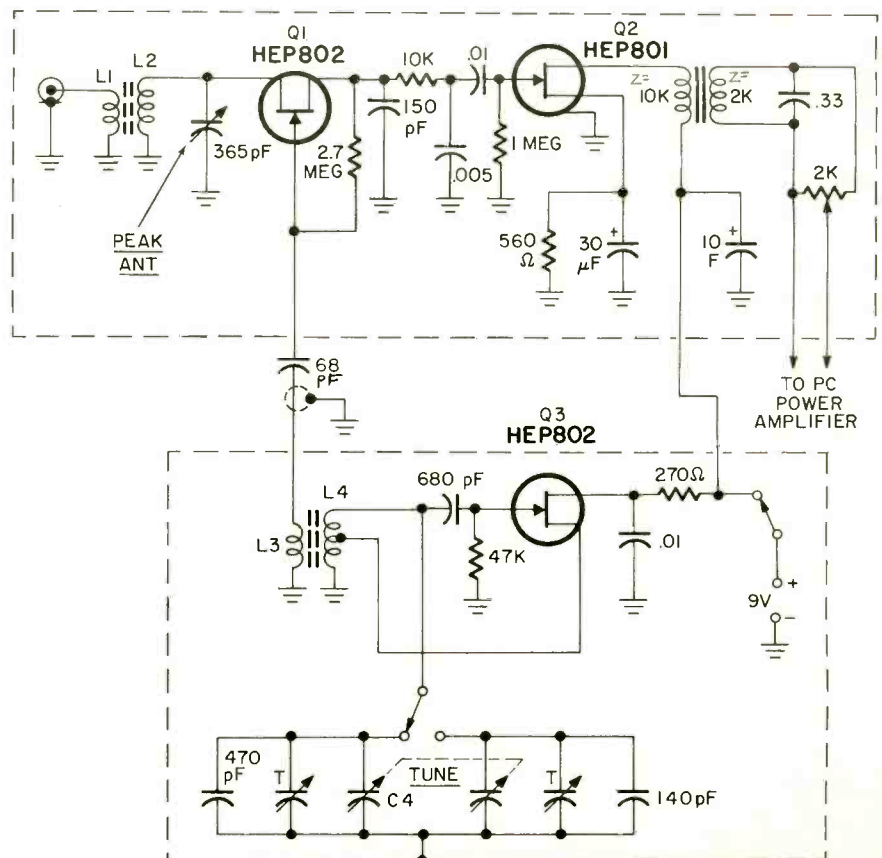 Q1
HEP802
Q2
HEP801
L1
L2
10K
.01
Z=
10K
Z=
2K
.33
150
pF
365pF
2.7
MEG
.005
1 MEG
2K
PEAK
ANT
560
Ω
30
μF
10
F
68
PF
TO PC
POWER
AMPLIFIER
Q3
HEP802
680 pF
270Ω
L4
L3
47K
.01
9V
+
-
470
pF
T
C4
TUNE
T
140pF